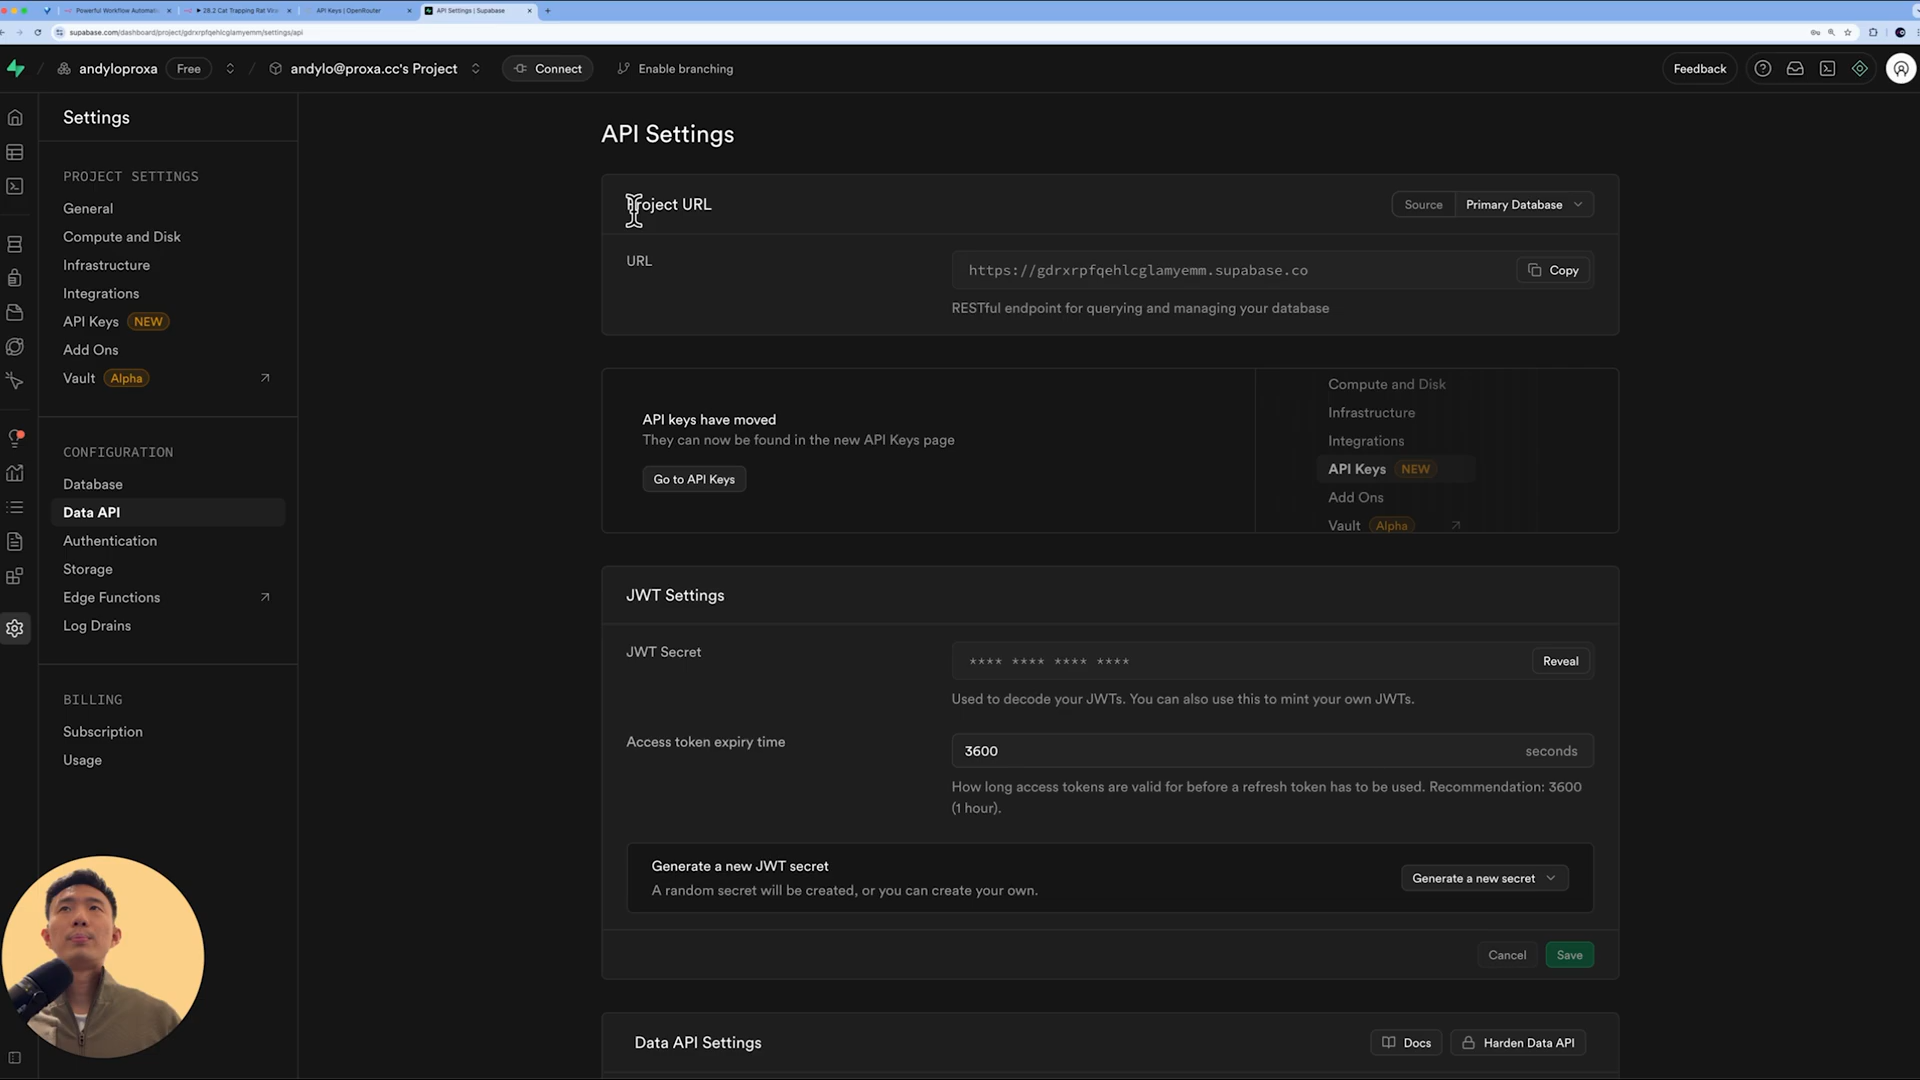 Powerful Workflow Automati
28.2 Cat Trapping Rat Viral
API Keys | OpenRouter
API Settings | Supabase
supabase.com/dashboard/project/gdrxrpfqehlcglamyemm/settings/api
andyloproxa
Free
andylo@proxa.cc's Project
Connect
Enable branching
Feedback
Settings
PROJECT SETTINGS
General
Compute and Disk
Infrastructure
Integrations
API Keys NEW
Add Ons
Vault Alpha
CONFIGURATION
Database
Data API
Authentication
Storage
Edge Functions
Log Drains
BILLING
Subscription
Usage
API Settings
Project URL
Source Primary Database
URL
https://gdrxrpfqehlcglamyemm.supabase.co
Copy
RESTful endpoint for querying and managing your database
API keys have moved
They can now be found in the new API Keys page
Go to API Keys
Compute and Disk
Infrastructure
Integrations
API Keys NEW
Add Ons
Vault Alpha
JWT Settings
JWT Secret
**** **** **** ****
Reveal
Used to decode your JWTs. You can also use this to mint your own JWTs.
Access token expiry time
3600
seconds
How long access tokens are valid for before a refresh token has to be used. Recommendation: 3600
(1 hour).
Generate a new JWT secret
A random secret will be created, or you can create your own.
Generate a new secret
Cancel
Save
Data API Settings
Docs
Harden Data API